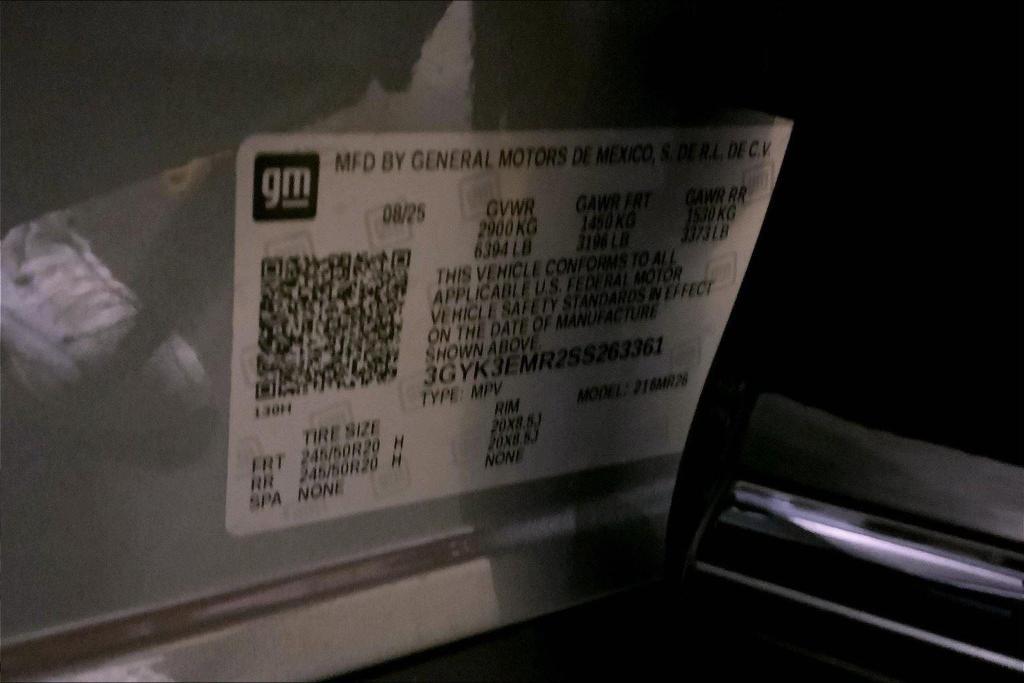 gm
MFD BY GENERAL MOTORS DE MEXICO, S. DE R.L. DE C.V.
08/25
GVWR GAWR FRT GAWR RR
2900 KG 1450 KG 1530 KG
6394 LB 3196 LB 3373 LB
THIS VEHICLE CONFORMS TO ALL
APPLICABLE U.S. FEDERAL MOTOR
VEHICLE SAFETY STANDARDS IN EFFECT
ON THE DATE OF MANUFACTURE
SHOWN ABOVE.
3GYK3EMR2SS263361
TYPE: MPV MODEL: 216MR26
139H
TIRE SIZE RIM
FRT 245/50R20 H 20X8.5J
RR 245/50R20 H 20X8.5J
SPA NONE NONE